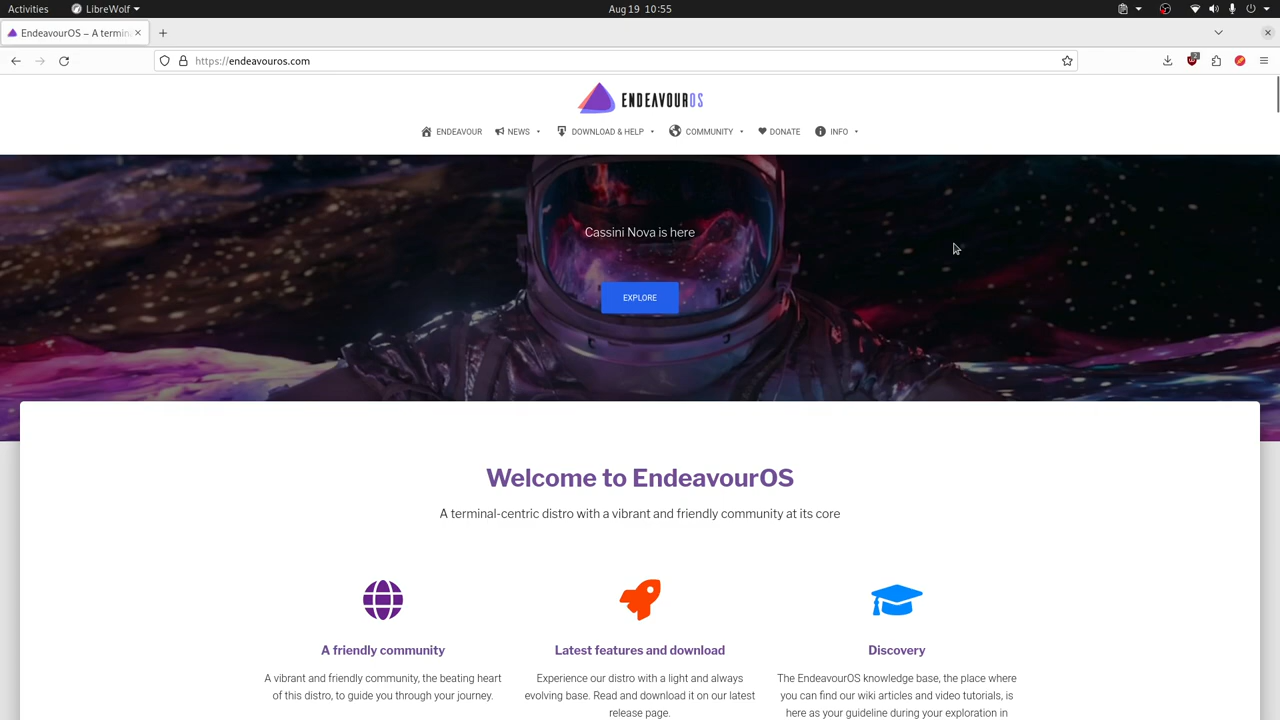 Activities
LibreWolf
Aug 19 10:55
EndeavourOS – A termin
https://endeavouros.com
2
ENDEAVOUROS
ENDEAVOUR
NEWS
DOWNLOAD & HELP
COMMUNITY
DONATE
INFO
Cassini Nova is here
EXPLORE
Welcome to EndeavourOS
A terminal-centric distro with a vibrant and friendly community at its core
A friendly community
A vibrant and friendly community, the beating heart
of this distro, to guide you through your journey.
Latest features and download
Experience our distro with a light and always
evolving base. Read and download it on our latest
release page.
Discovery
The EndeavourOS knowledge base, the place where
you can find our wiki articles and video tutorials, is
here as your guideline during your exploration in